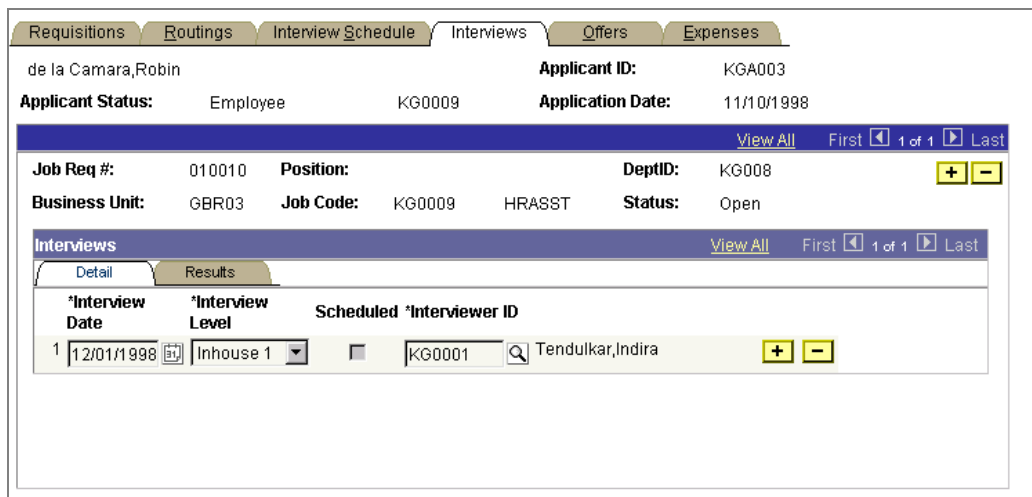 Requisitions Routings Interview Schedule Interviews Offers Expenses
de la Camara,Robin Applicant ID: KGA003
Applicant Status: Employee KG0009 Application Date: 11/10/1998
View All First 1 of 1 Last
Job Req #: 010010 Position: DeptID: KG008 + −
Business Unit: GBR03 Job Code: KG0009 HRASST Status: Open
Interviews View All First 1 of 1 Last
Detail Results
*Interview Date *Interview Level Scheduled *Interviewer ID
1 12/01/1998 31 Inhouse 1 KG0001 Tendulkar,Indira + −